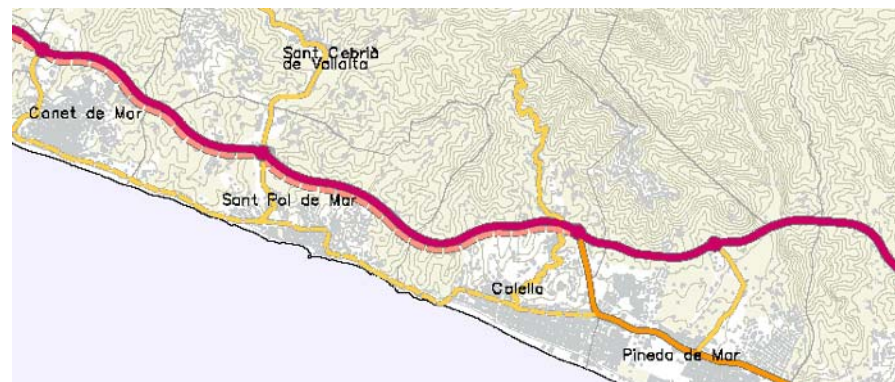 Sant Cebrià
de Vallalta
Canet de Mar
Sant Pol de Mar
Calella
Pineda de Mar